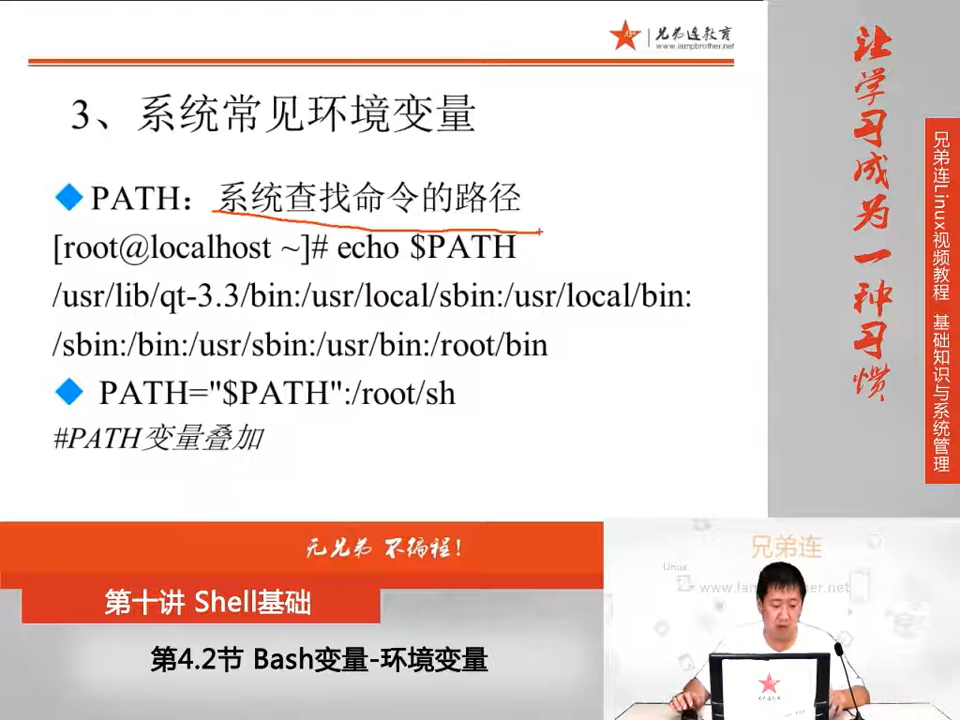 兄弟连教育
www.lampbrother.net
3、系统常见环境变量
PATH：系统查找命令的路径
[root@localhost ~]# echo $PATH
/usr/lib/qt-3.3/bin:/usr/local/sbin:/usr/local/bin:
/sbin:/bin:/usr/sbin:/usr/bin:/root/bin
PATH="$PATH":/root/sh
#PATH变量叠加
让学习成为一种习惯
兄弟连Linux视频教程 基础知识与系统管理
无兄弟 不编程！
第十讲 Shell基础
第4.2节 Bash变量-环境变量
兄弟连
Linux